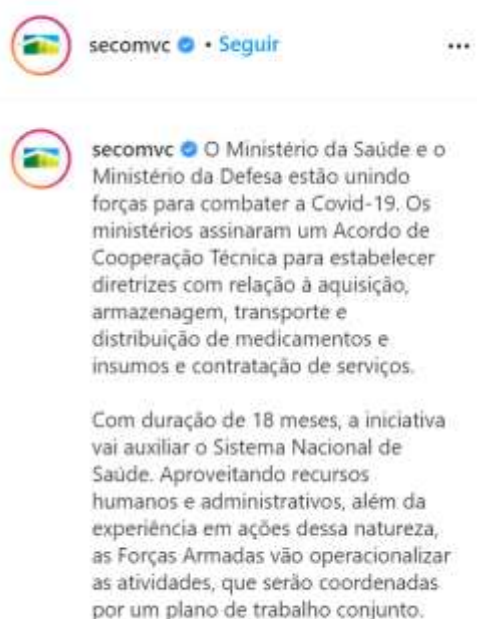 secomvc • Seguir
secomvc O Ministério da Saúde e o
Ministério da Defesa estão unindo
forças para combater a Covid-19. Os
ministérios assinaram um Acordo de
Cooperação Técnica para estabelecer
diretrizes com relação à aquisição,
armazenagem, transporte e
distribuição de medicamentos e
insumos e contratação de serviços.
Com duração de 18 meses, a iniciativa
vai auxiliar o Sistema Nacional de
Saúde. Aproveitando recursos
humanos e administrativos, além da
experiência em ações dessa natureza,
as Forças Armadas vão operacionalizar
as atividades, que serão coordenadas
por um plano de trabalho conjunto.